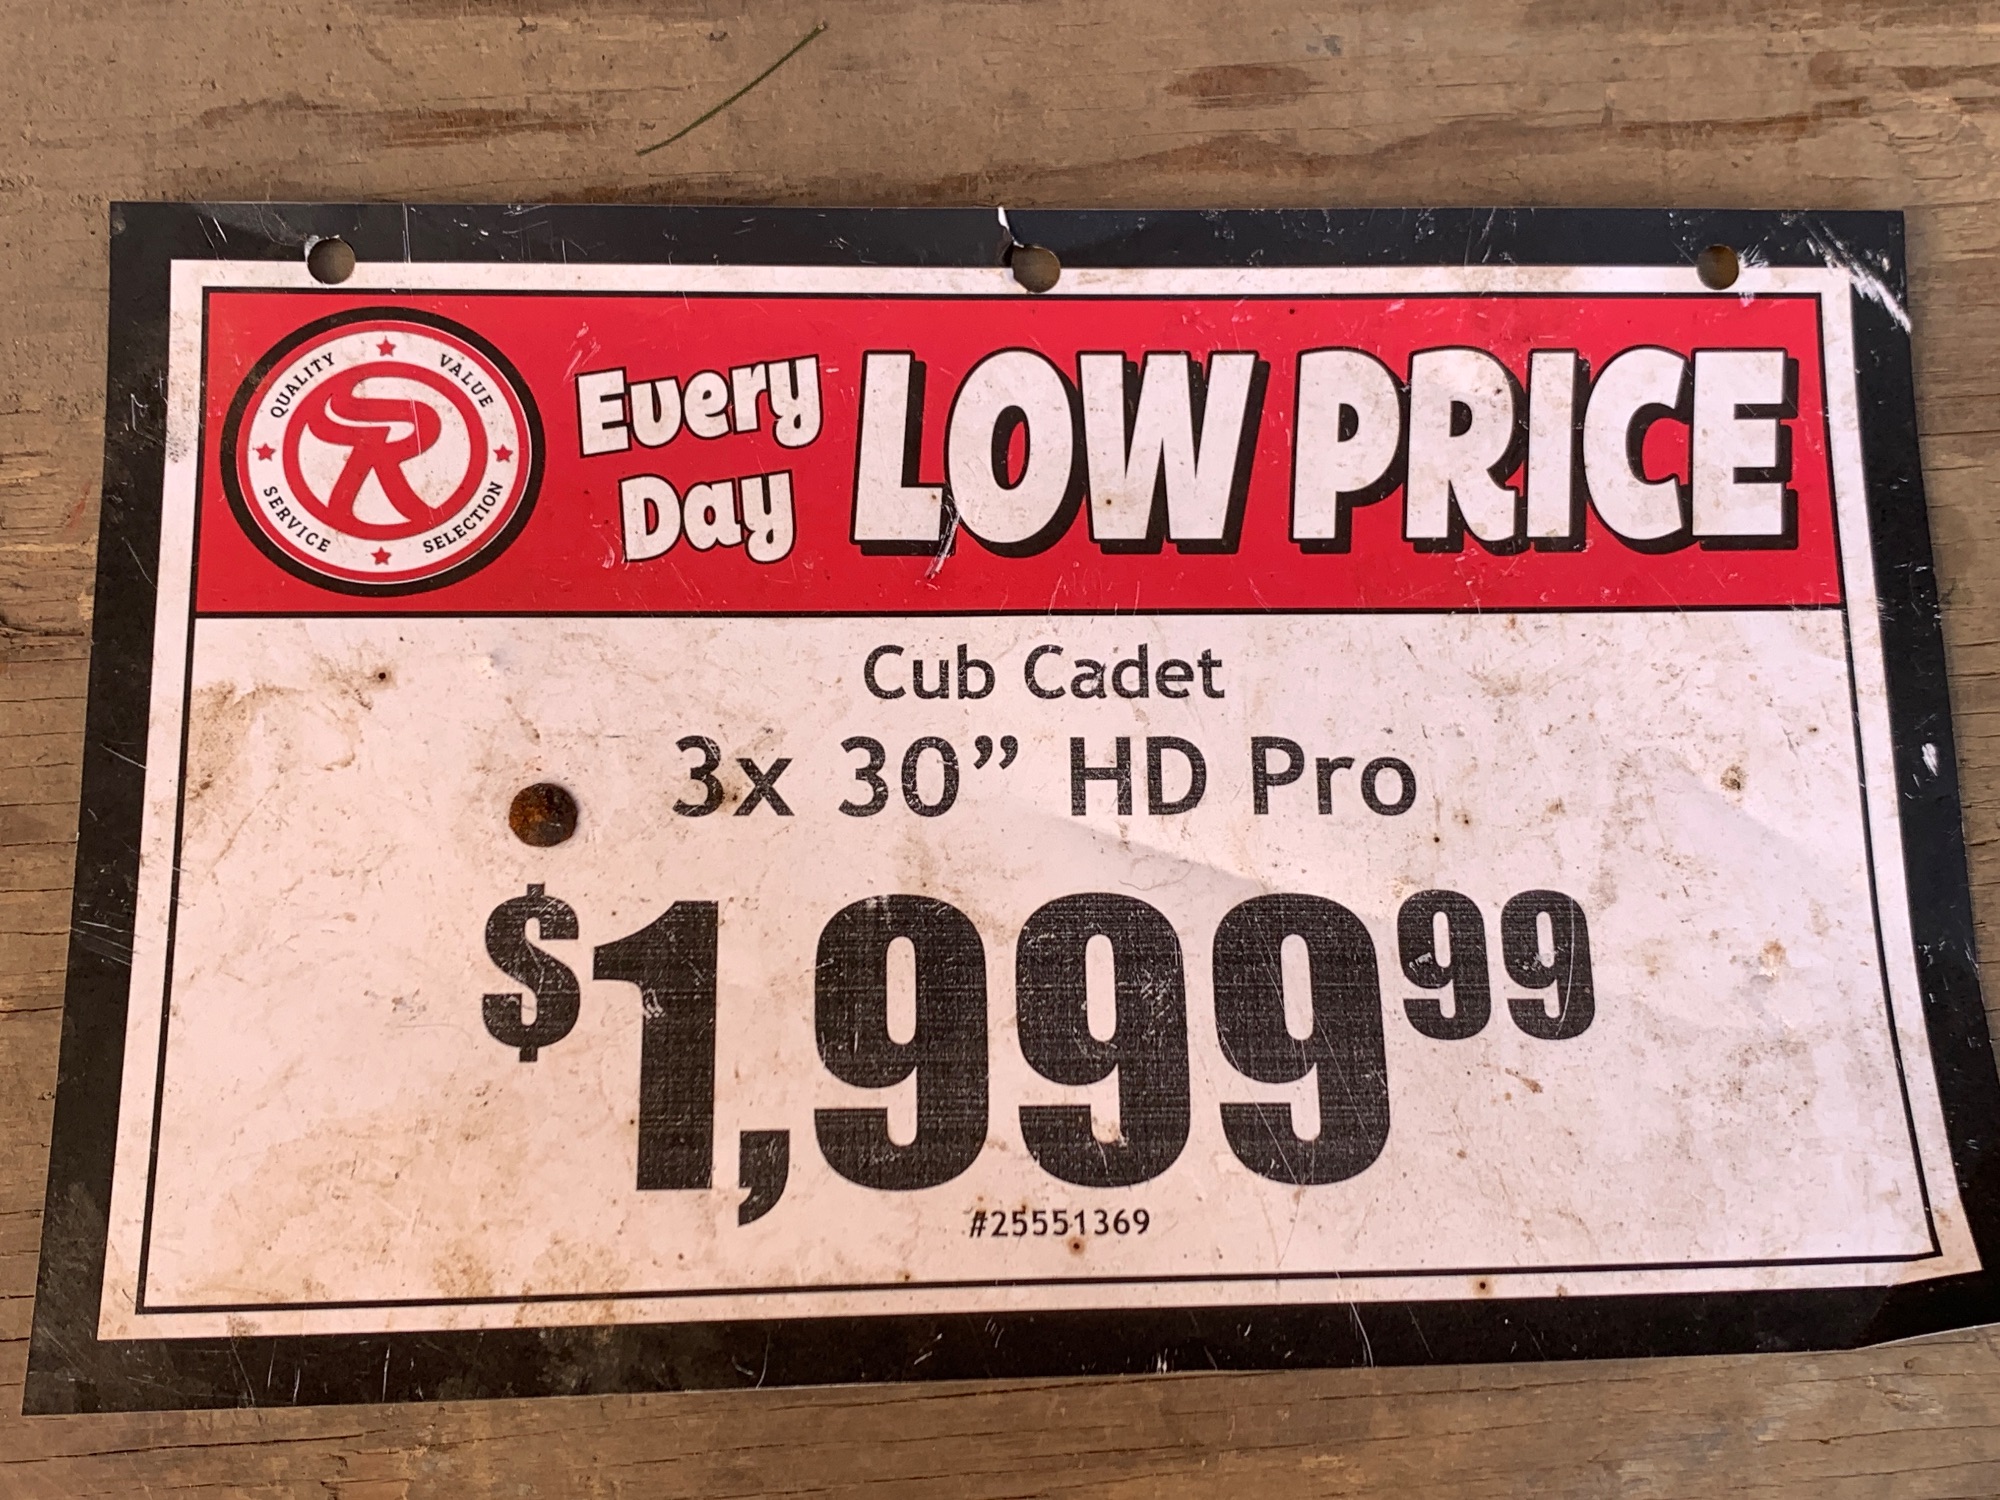 QUALITY
VALUE
SERVICE
SELECTION
R
Every
Day
LOW PRICE
Cub Cadet
3x 30” HD Pro
$1,999 99
#25551369